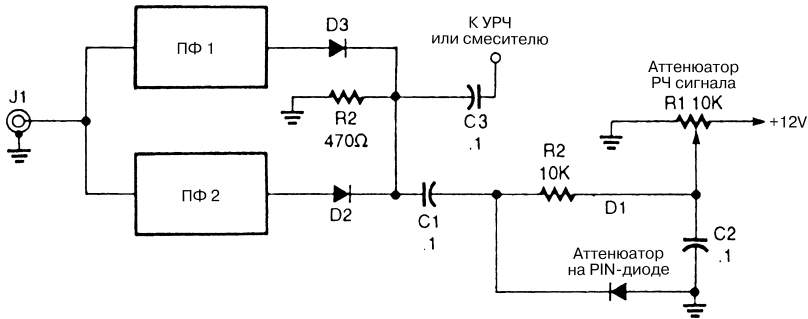 К УРЧ
или смесителю
D3
ПФ 1
Аттенюатор
РЧ сигнала
J1
R1 10K
+12V
R2
470Ω
C3
.1
R2
10K
ПФ 2
D2
C1
.1
D1
C2
.1
Аттенюатор
на PIN-диоде